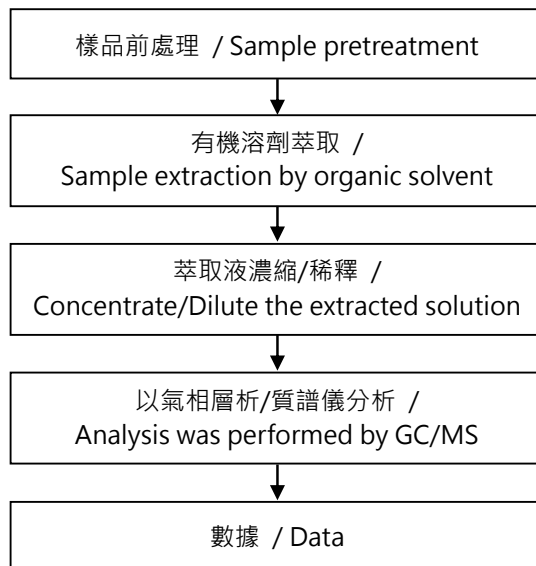 樣品前處理 / Sample pretreatment
有機溶劑萃取 /
Sample extraction by organic solvent
萃取液濃縮/稀釋 /
Concentrate/Dilute the extracted solution
以氣相層析/質譜儀分析 /
Analysis was performed by GC/MS
數據 / Data